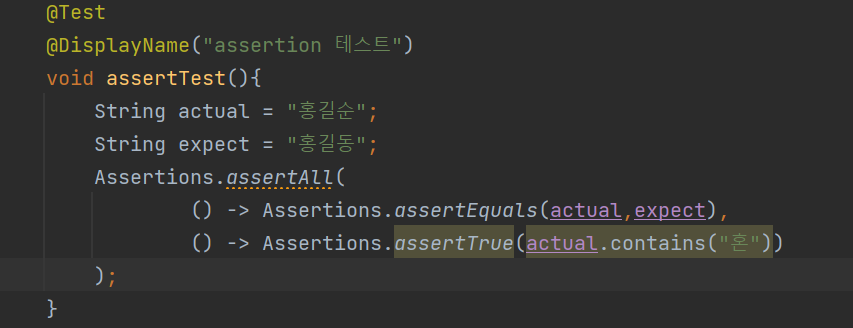 @Test
@DisplayName("assertion 테스트")
void assertTest(){
String actual = "홍길순";
String expect = "홍길동";
Assertions.assertAll(
() -> Assertions.assertEquals(actual,expect),
() -> Assertions.assertTrue(actual.contains("혼"))
);
}